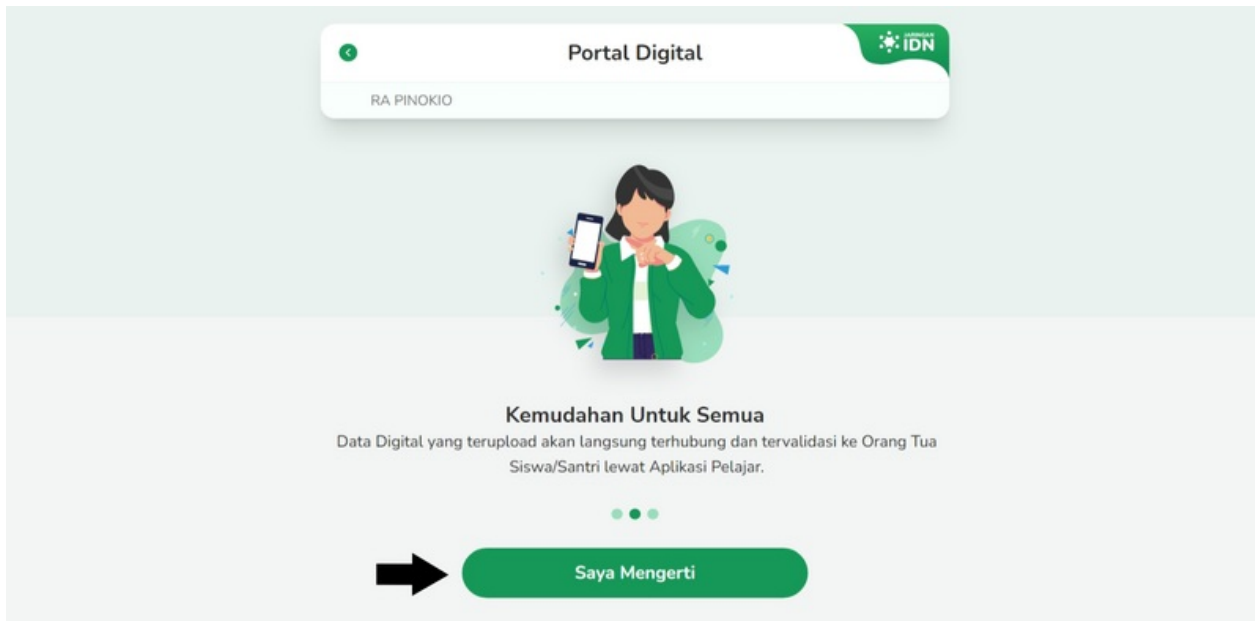 Portal Digital
JARINGAN
IDN
RA PINOKIO
Kemudahan Untuk Semua
Data Digital yang terupload akan langsung terhubung dan tervalidasi ke Orang Tua
Siswa/Santri lewat Aplikasi Pelajar.
Saya Mengerti